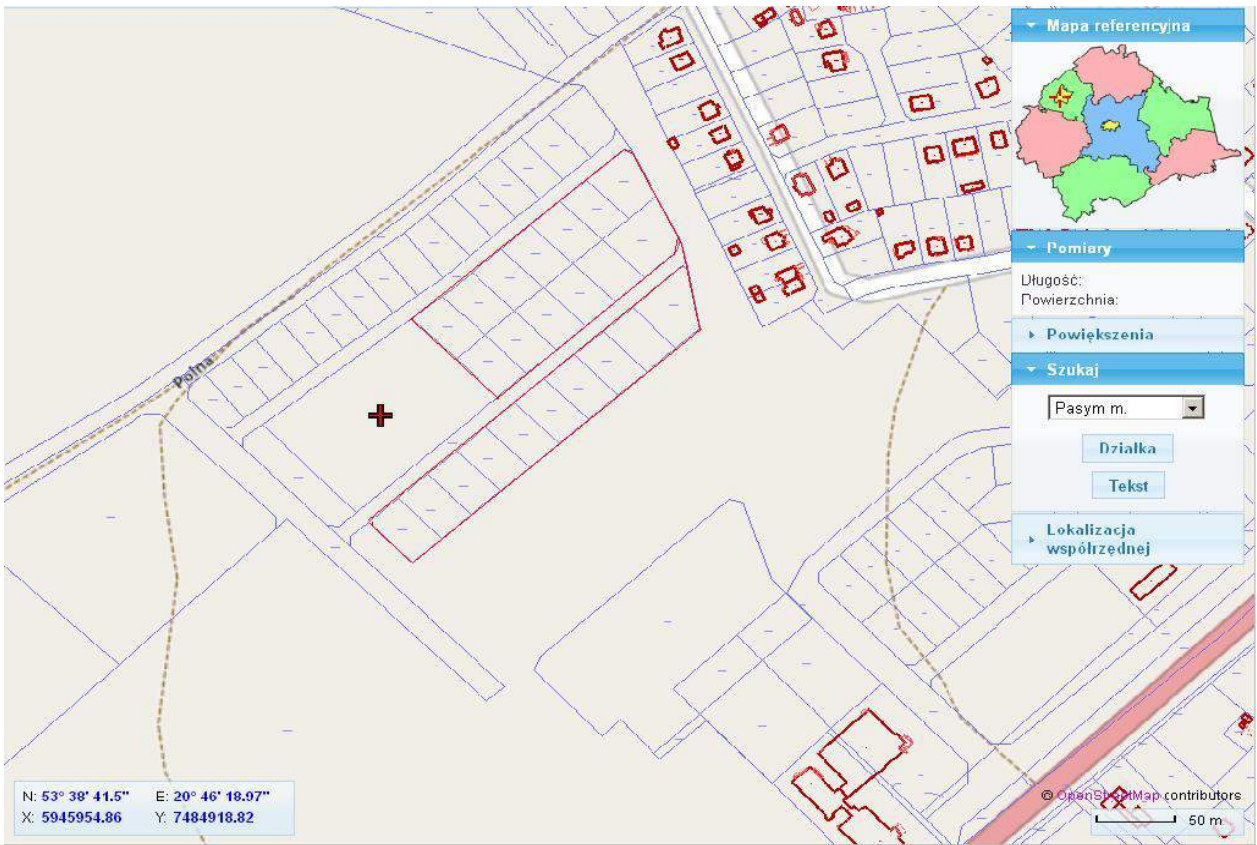 Mapa referencyjna
Pomiary
Długość:
Powierzchnia:
Powiększenia
Szukaj
Pasym m.
Działka
Tekst
Lokalizacja
współrzędnej
Polna
N: 53° 38' 41.5" E: 20° 46' 18.97"
X: 5945954.86 Y: 7484918.82
© OpenStreetMap contributors
50 m